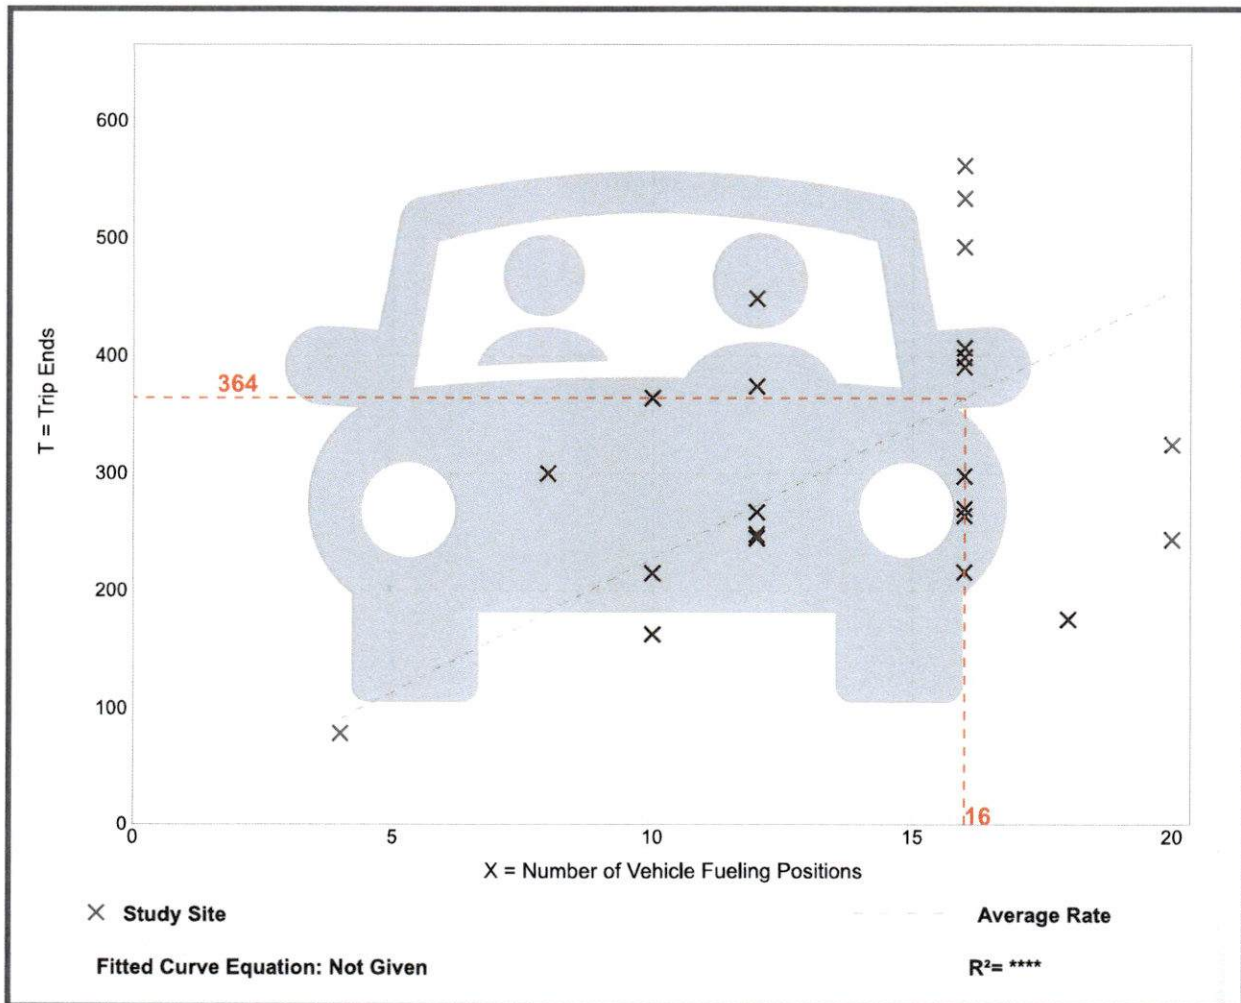 600
500
400
364
300
200
100
0
0
5
10
15
16
20
T = Trip Ends
X = Number of Vehicle Fueling Positions
Study Site
Average Rate
Fitted Curve Equation: Not Given
R²= ****